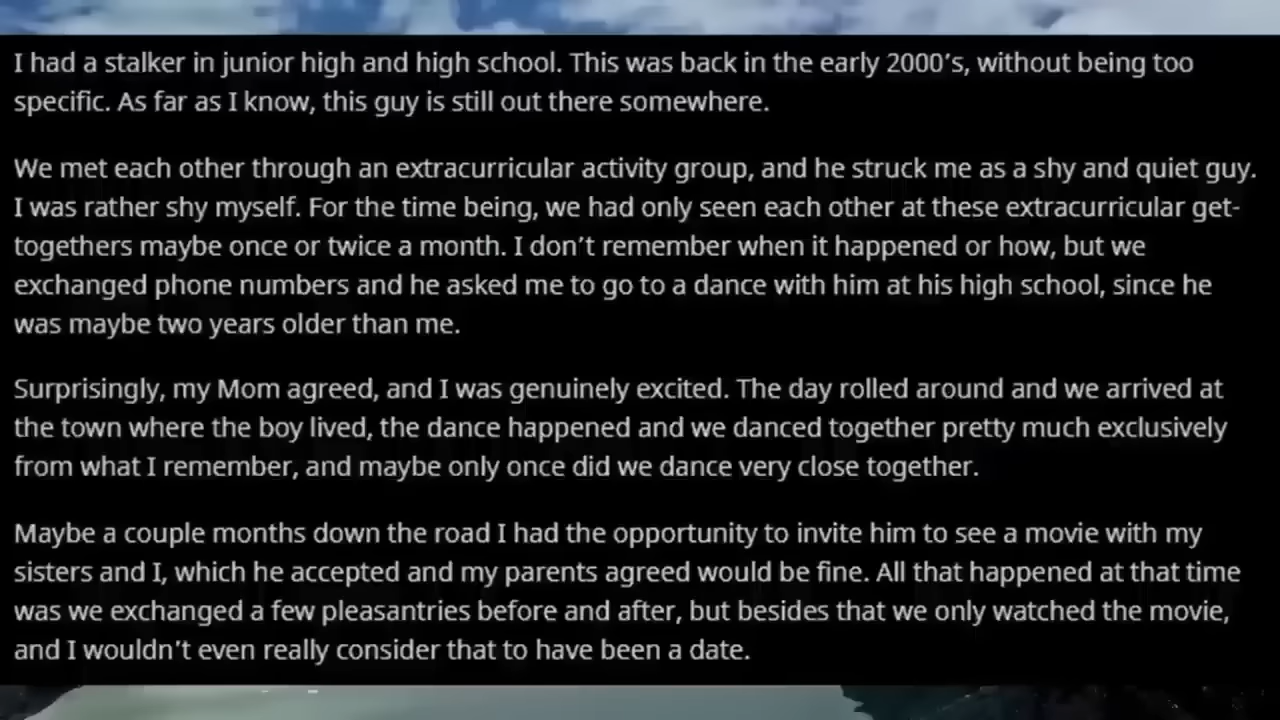 I had a stalker in junior high and high school. This was back in the early 2000’s, without being too
specific. As far as I know, this guy is still out there somewhere.
We met each other through an extracurricular activity group, and he struck me as a shy and quiet guy.
I was rather shy myself. For the time being, we had only seen each other at these extracurricular get-
togethers maybe once or twice a month. I don’t remember when it happened or how, but we
exchanged phone numbers and he asked me to go to a dance with him at his high school, since he
was maybe two years older than me.
Surprisingly, my Mom agreed, and I was genuinely excited. The day rolled around and we arrived at
the town where the boy lived, the dance happened and we danced together pretty much exclusively
from what I remember, and maybe only once did we dance very close together.
Maybe a couple months down the road I had the opportunity to invite him to see a movie with my
sisters and I, which he accepted and my parents agreed would be fine. All that happened at that time
was we exchanged a few pleasantries before and after, but besides that we only watched the movie,
and I wouldn’t even really consider that to have been a date.